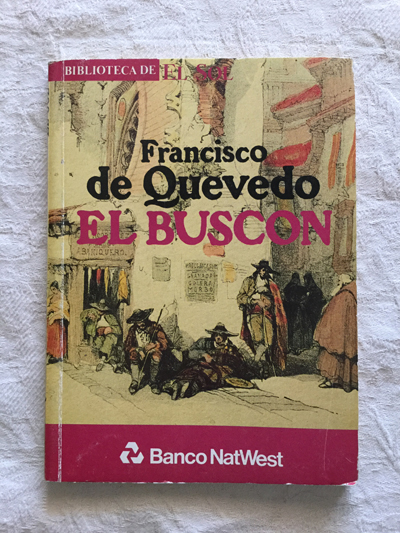 BIBLIOTECA DE EL SOL
Francisco
de Quevedo
EL BUSCON
Banco NatWest